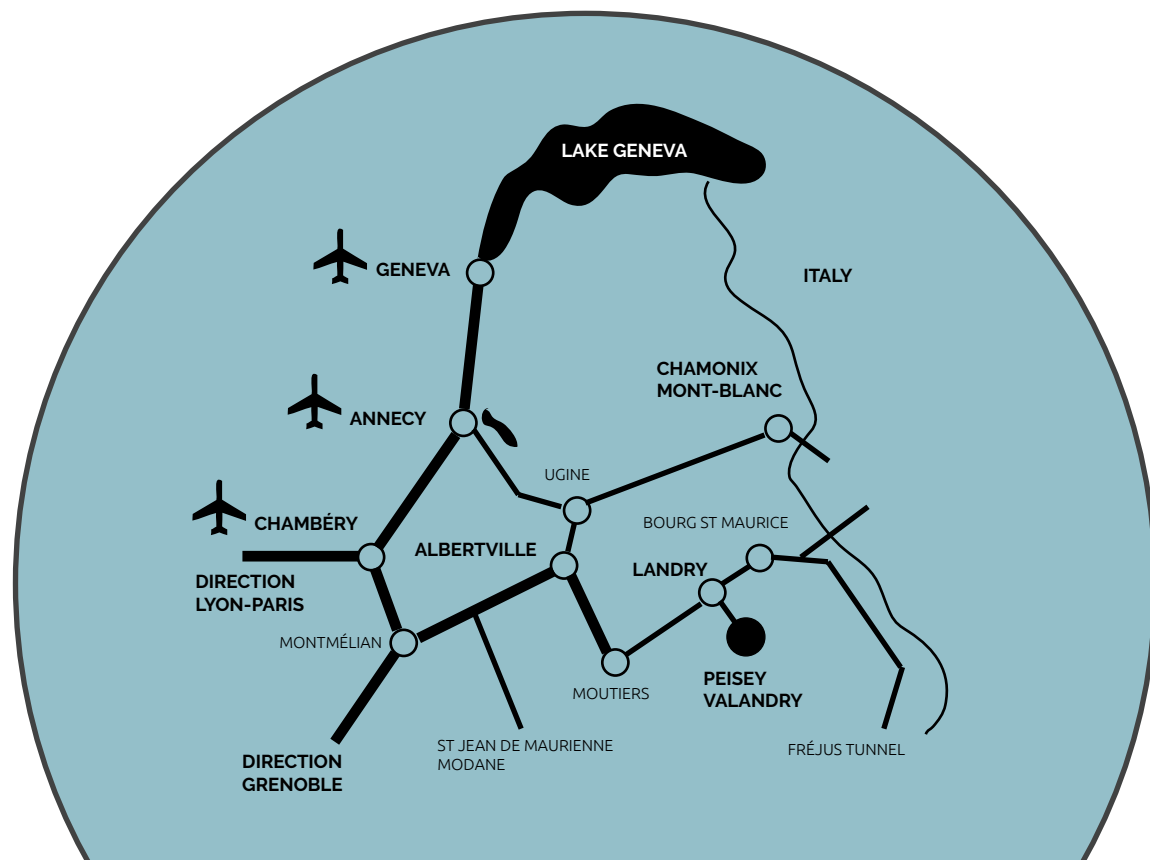 LAKE GENEVA
GENEVA
ITALY
CHAMONIX
MONT-BLANC
ANNECY
UGINE
CHAMBÉRY
BOURG ST MAURICE
ALBERTVILLE
LANDRY
DIRECTION
LYON-PARIS
MONTMÉLIAN
MOUTIERS
PEISEY
VALANDRY
ST JEAN DE MAURIENNE
MODANE
FRÉJUS TUNNEL
DIRECTION
GRENOBLE